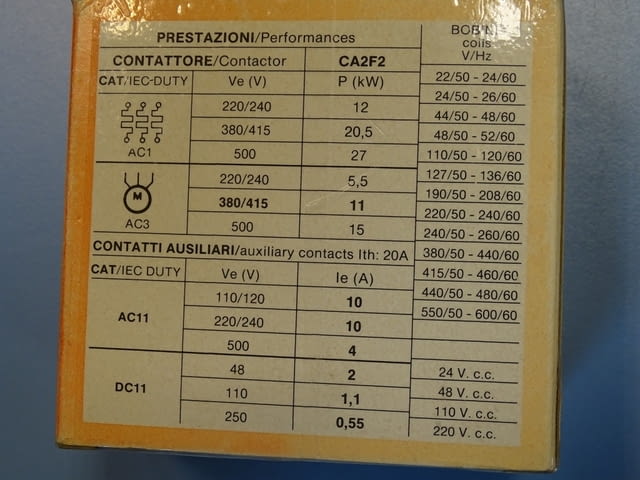 PRESTAZIONI/Performances
CONTATTORE/Contactor CA2F2
CAT/IEC-DUTY Ve (V) P (kW)
220/240 12
380/415 20,5
500 27
AC1
220/240 5,5
M 380/415 11
500 15
AC3
CONTATTI AUSILIARI/auxiliary contacts Ith: 20A
CAT/IEC DUTY Ve (V) Ie (A)
110/120 10
AC11 220/240 10
500 4
48 2
DC11 110 1,1
250 0,55
coils
V/Hz
22/50 - 24/60
24/50 - 26/60
44/50 - 48/60
48/50 - 52/60
110/50 - 120/60
127/50 - 136/60
190/50 - 208/60
220/50 - 240/60
240/50 - 260/60
380/50 - 440/60
415/50 - 460/60
440/50 - 480/60
550/50 - 600/60
24 V. c.c.
48 V. c.c.
110 V. c.c.
220 V. c.c.